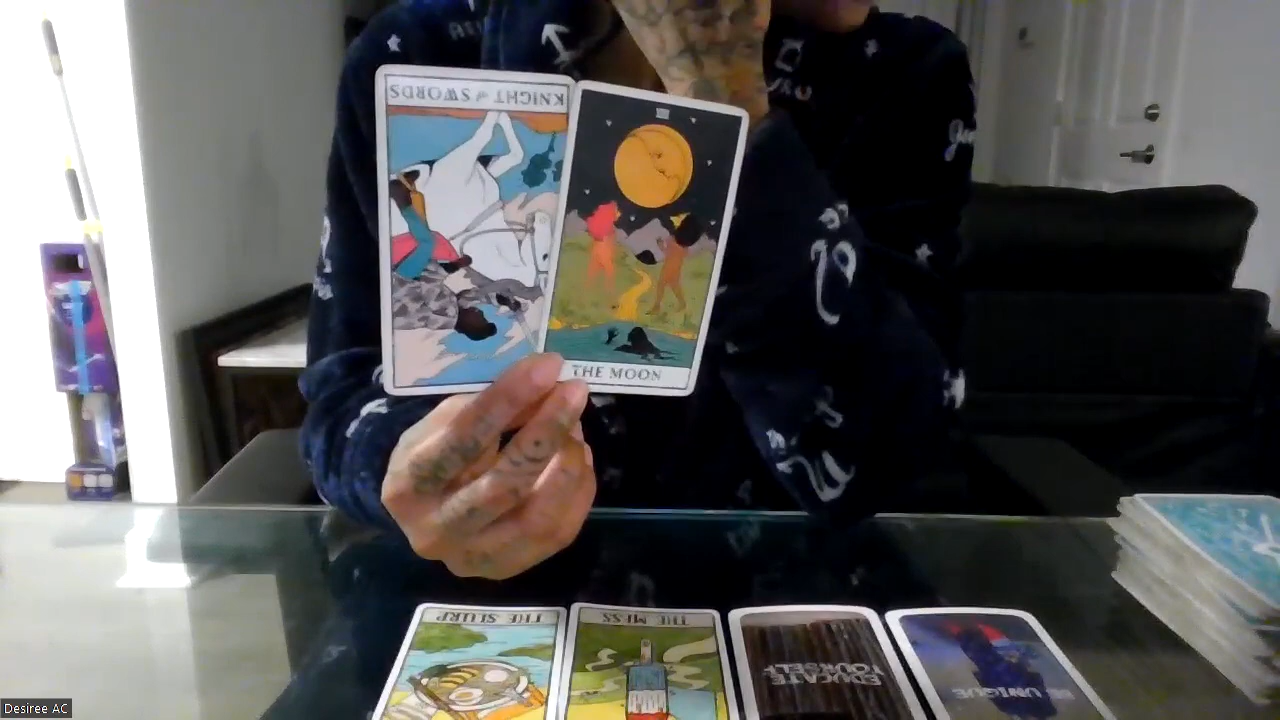 KNIGHT of SWORDS
THE MOON
THE SLURP
THE MESS
EDUCATE
YOURSELF
BE UNIQUE
Desiree AC